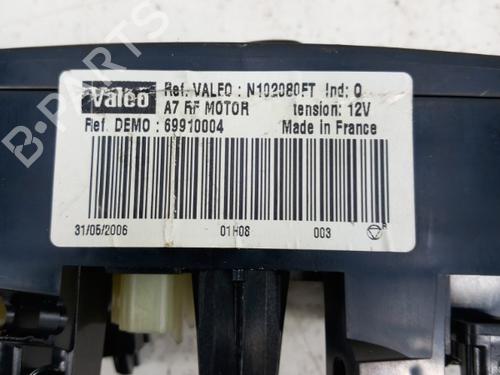 Valeo
Ref. VALEO : N102080FT Ind: 0
A7 RF MOTOR tension: 12V
Ref. DEMO : 69910004 Made in France
31/05/2006 01H08 003 R